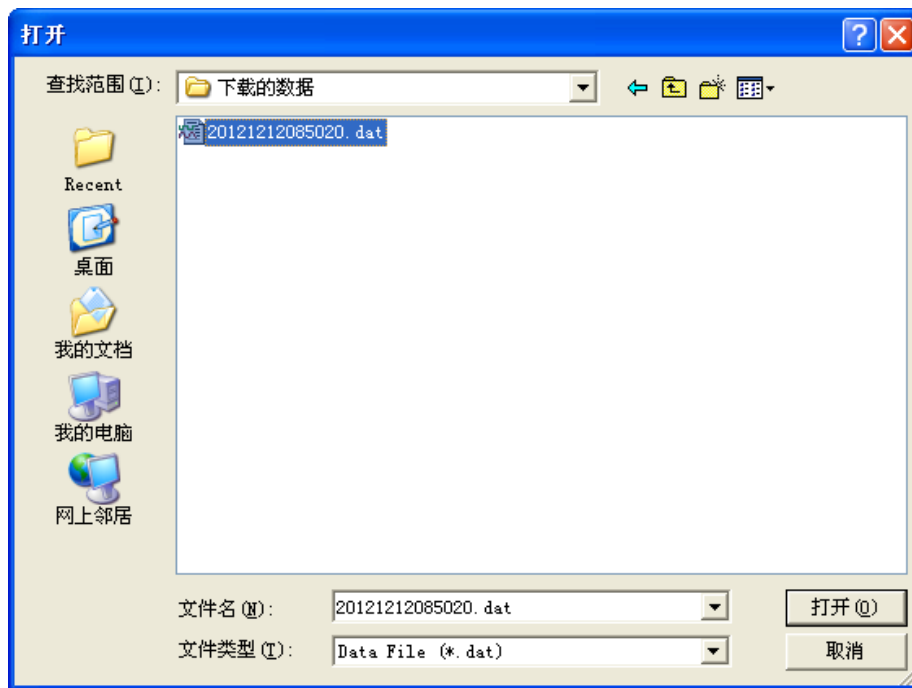 打开
查找范围(I):
下载的数据
20121212085020.dat
Recent
桌面
我的文档
我的电脑
网上邻居
文件名(N):
20121212085020.dat
打开(O)
文件类型(T):
Data File (*.dat)
取消